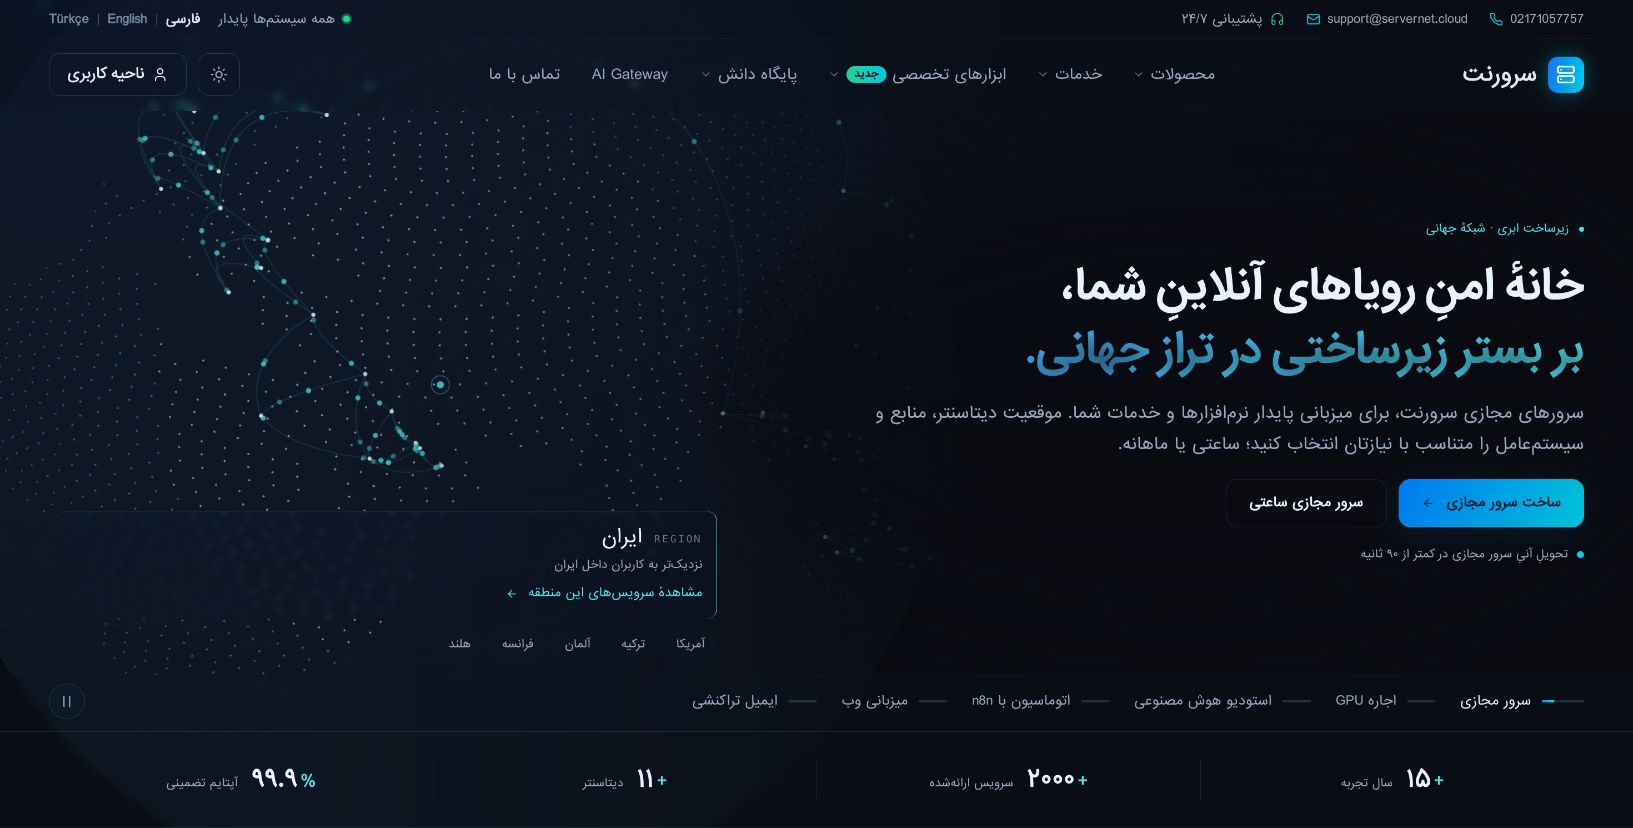 02171057757
support@servernet.cloud
پشتیبانی ۲۴/۷
همه سیستم‌ها پایدار
فارسی | English | Türkçe
سرورنت
محصولات
خدمات
ابزارهای تخصصی جدید
پایگاه دانش
AI Gateway
تماس با ما
ناحیه کاربری
زیرساخت ابری · شبکهٔ جهانی
خانهٔ امنِ رویاهای آنلاینِ شما،
بر بستر زیرساختی در تراز جهانی.
سرورهای مجازی سرورنت، برای میزبانی پایدار نرم‌افزارها و خدمات شما. موقعیت دیتاسنتر، منابع و
سیستم‌عامل را متناسب با نیازتان انتخاب کنید؛ ساعتی یا ماهانه.
ساخت سرور مجازی ←
سرور مجازی ساعتی
تحویلِ آنیِ سرور مجازی در کمتر از ۹۰ ثانیه
REGION ایران
نزدیک‌تر به کاربران داخل ایران
مشاهدهٔ سرویس‌های این منطقه ←
آمریکا
ترکیه
آلمان
فرانسه
هلند
سرور مجازی
اجاره GPU
استودیو هوش مصنوعی
اتوماسیون با n8n
میزبانی وب
ایمیل تراکنشی
+۱۵ سال تجربه
+۲۰۰۰ سرویس ارائه‌شده
+۱۱ دیتاسنتر
%۹۹.۹ آپتایم تضمینی